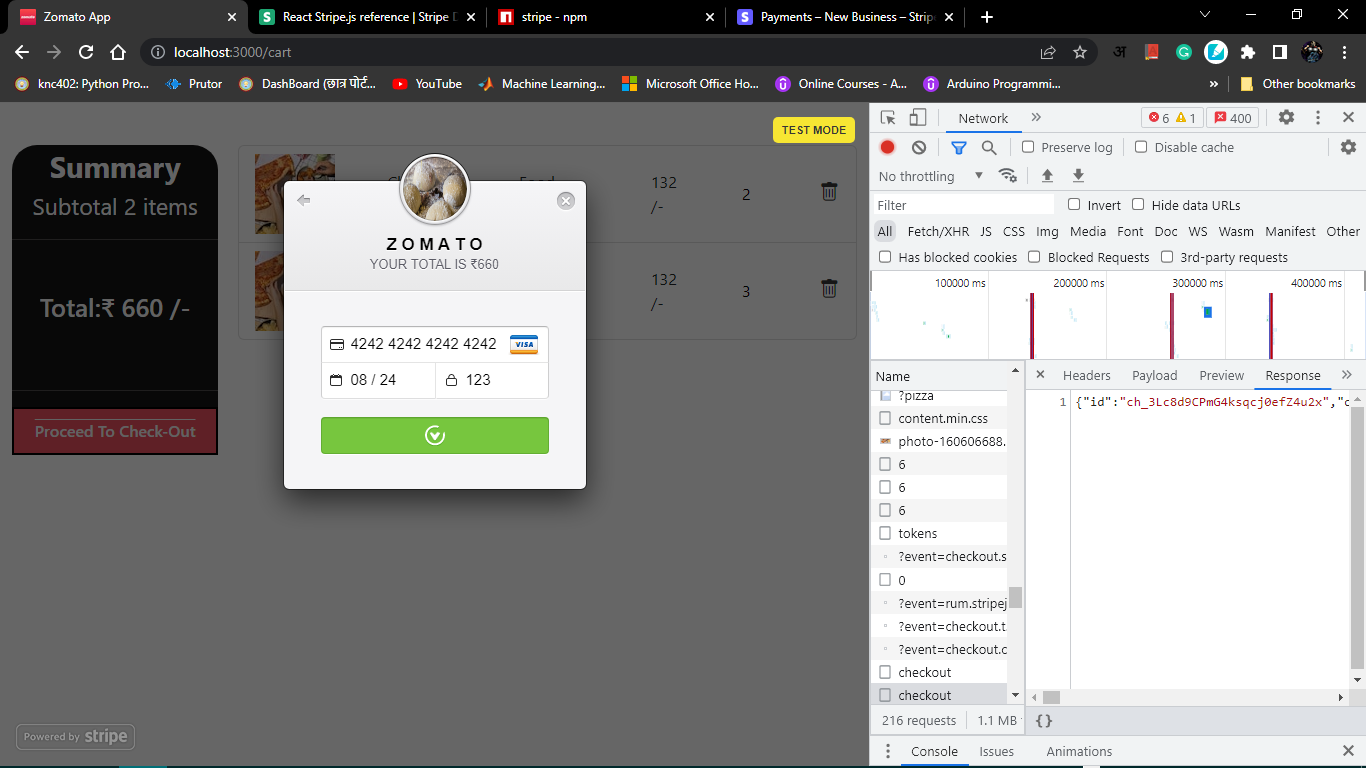 Zomato App
React Stripe.js reference | Stripe D
stripe - npm
Payments – New Business – Strip
localhost:3000/cart
अ
knc402: Python Pro...
Prutor
DashBoard (छात्र पोर्ट...
YouTube
Machine Learning...
Microsoft Office Ho...
Online Courses - A...
Arduino Programmi...
»
Other bookmarks
TEST MODE
Summary
Subtotal 2 items
Total:₹ 660 /-
Proceed To Check-Out
132
/-
2
132
/-
3
ZOMATO
YOUR TOTAL IS ₹660
4242 4242 4242 4242
VISA
08 / 24
123
Powered by stripe
Network
»
6
1
400
Preserve log
Disable cache
No throttling
Filter
Invert
Hide data URLs
All
Fetch/XHR
JS
CSS
Img
Media
Font
Doc
WS
Wasm
Manifest
Other
Has blocked cookies
Blocked Requests
3rd-party requests
100000 ms
200000 ms
300000 ms
400000 ms
Name
?pizza
content.min.css
photo-160606688.
6
6
6
tokens
?event=checkout.s
0
?event=rum.stripej
?event=checkout.t
?event=checkout.c
checkout
checkout
216 requests
1.1 MB
Headers
Payload
Preview
Response
»
1
{"id":"ch_3Lc8d9CPmG4ksqcj0efZ4u2x","c
{}
Console
Issues
Animations